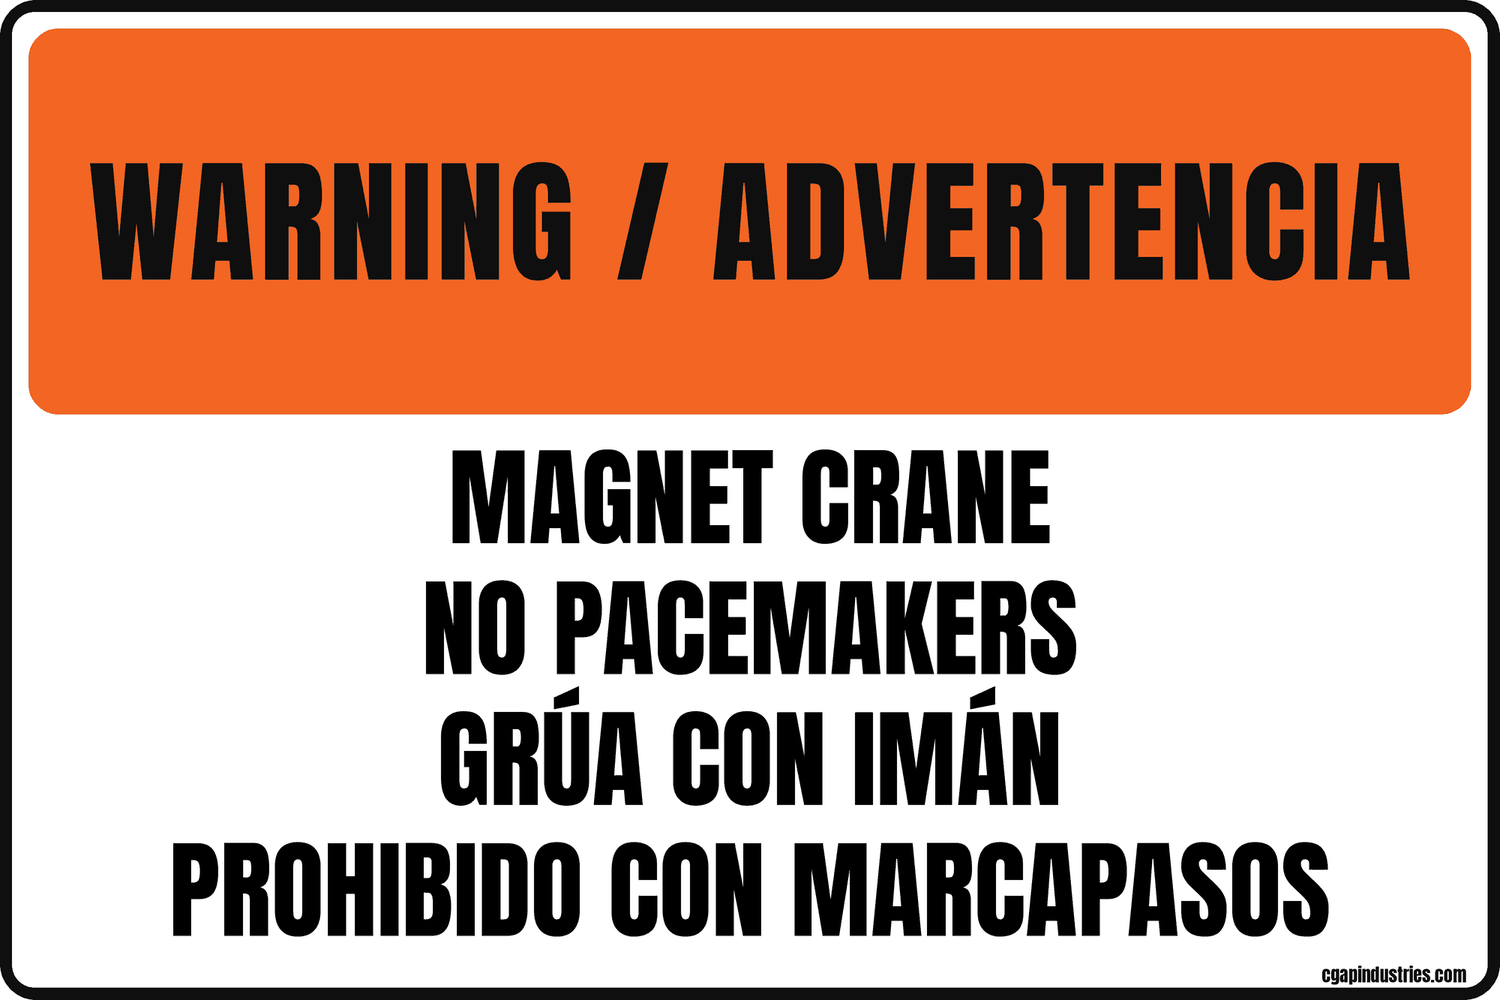 WARNING / ADVERTENCIA
MAGNET CRANE
NO PACEMAKERS
GRÚA CON IMÁN
PROHIBIDO CON MARCAPASOS
cgapindustries.com